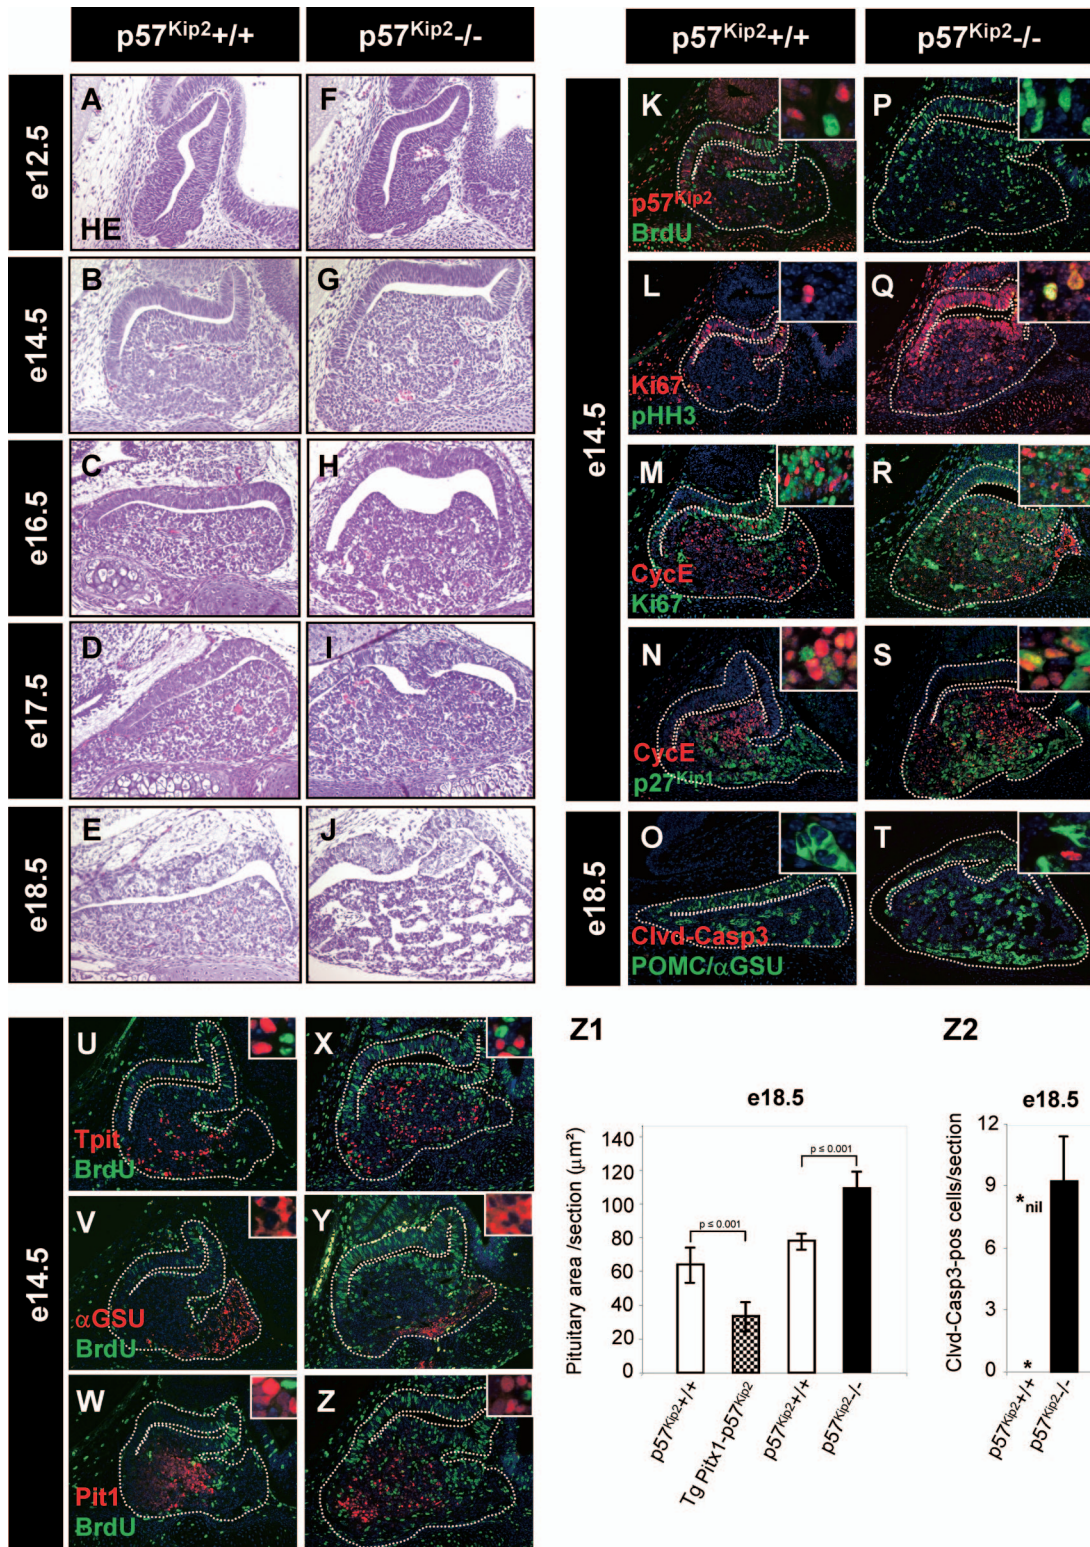 p57Kip2+/+
p57Kip2-/-
p57Kip2+/+
p57Kip2-/-
e12.5
A
HE
F
e14.5
B
G
e16.5
C
H
e17.5
D
I
e18.5
E
J
e14.5
K
p57Kip2
BrdU
P
L
Ki67
pHH3
Q
M
CycE
Ki67
R
N
CycE
p27Kip1
S
e18.5
O
Clvd-Casp3
POMC/αGSU
T
e14.5
U
Tpit
BrdU
X
V
αGSU
BrdU
Y
W
Pit1
BrdU
Z
Z1
e18.5
Pituitary area /section (µm²)
140
120
100
80
60
40
20
0
p ≤ 0.001
p ≤ 0.001
p57Kip2+/+
Tg Pitx1-p57Kip2
p57Kip2+/+
p57Kip2-/-
Z2
e18.5
Clvd-Casp3-pos cells/section
12
9
6
3
0
*nil
*
p57Kip2+/+
p57Kip2-/-